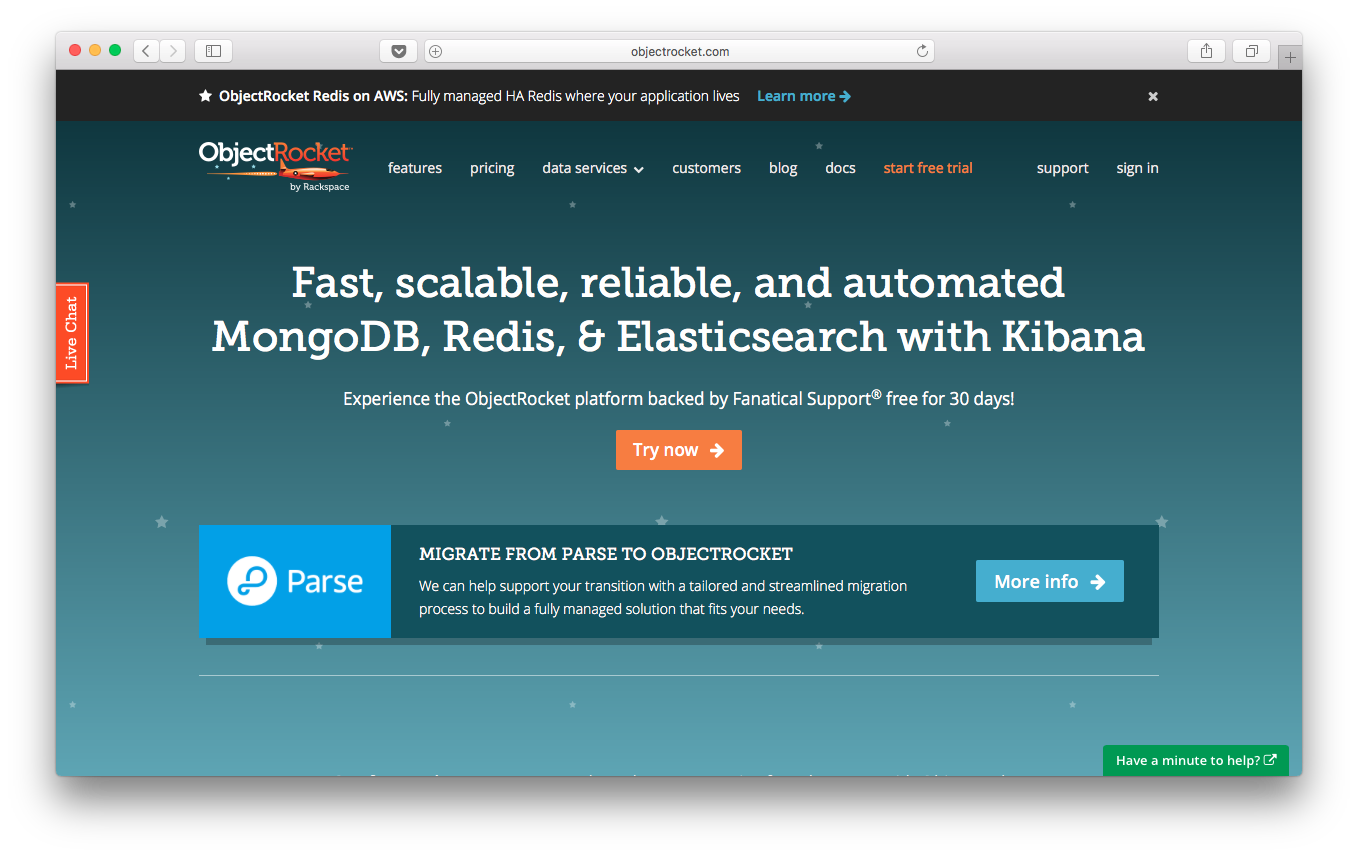 objectrocket.com
ObjectRocket Redis on AWS: Fully managed HA Redis where your application lives Learn more
ObjectRocket™
by Rackspace
features pricing data services customers blog docs start free trial support sign in
Fast, scalable, reliable, and automated
MongoDB, Redis, & Elasticsearch with Kibana
Live Chat
Experience the ObjectRocket platform backed by Fanatical Support® free for 30 days!
Try now
Parse
MIGRATE FROM PARSE TO OBJECTROCKET
We can help support your transition with a tailored and streamlined migration
process to build a fully managed solution that fits your needs.
More info
Have a minute to help?